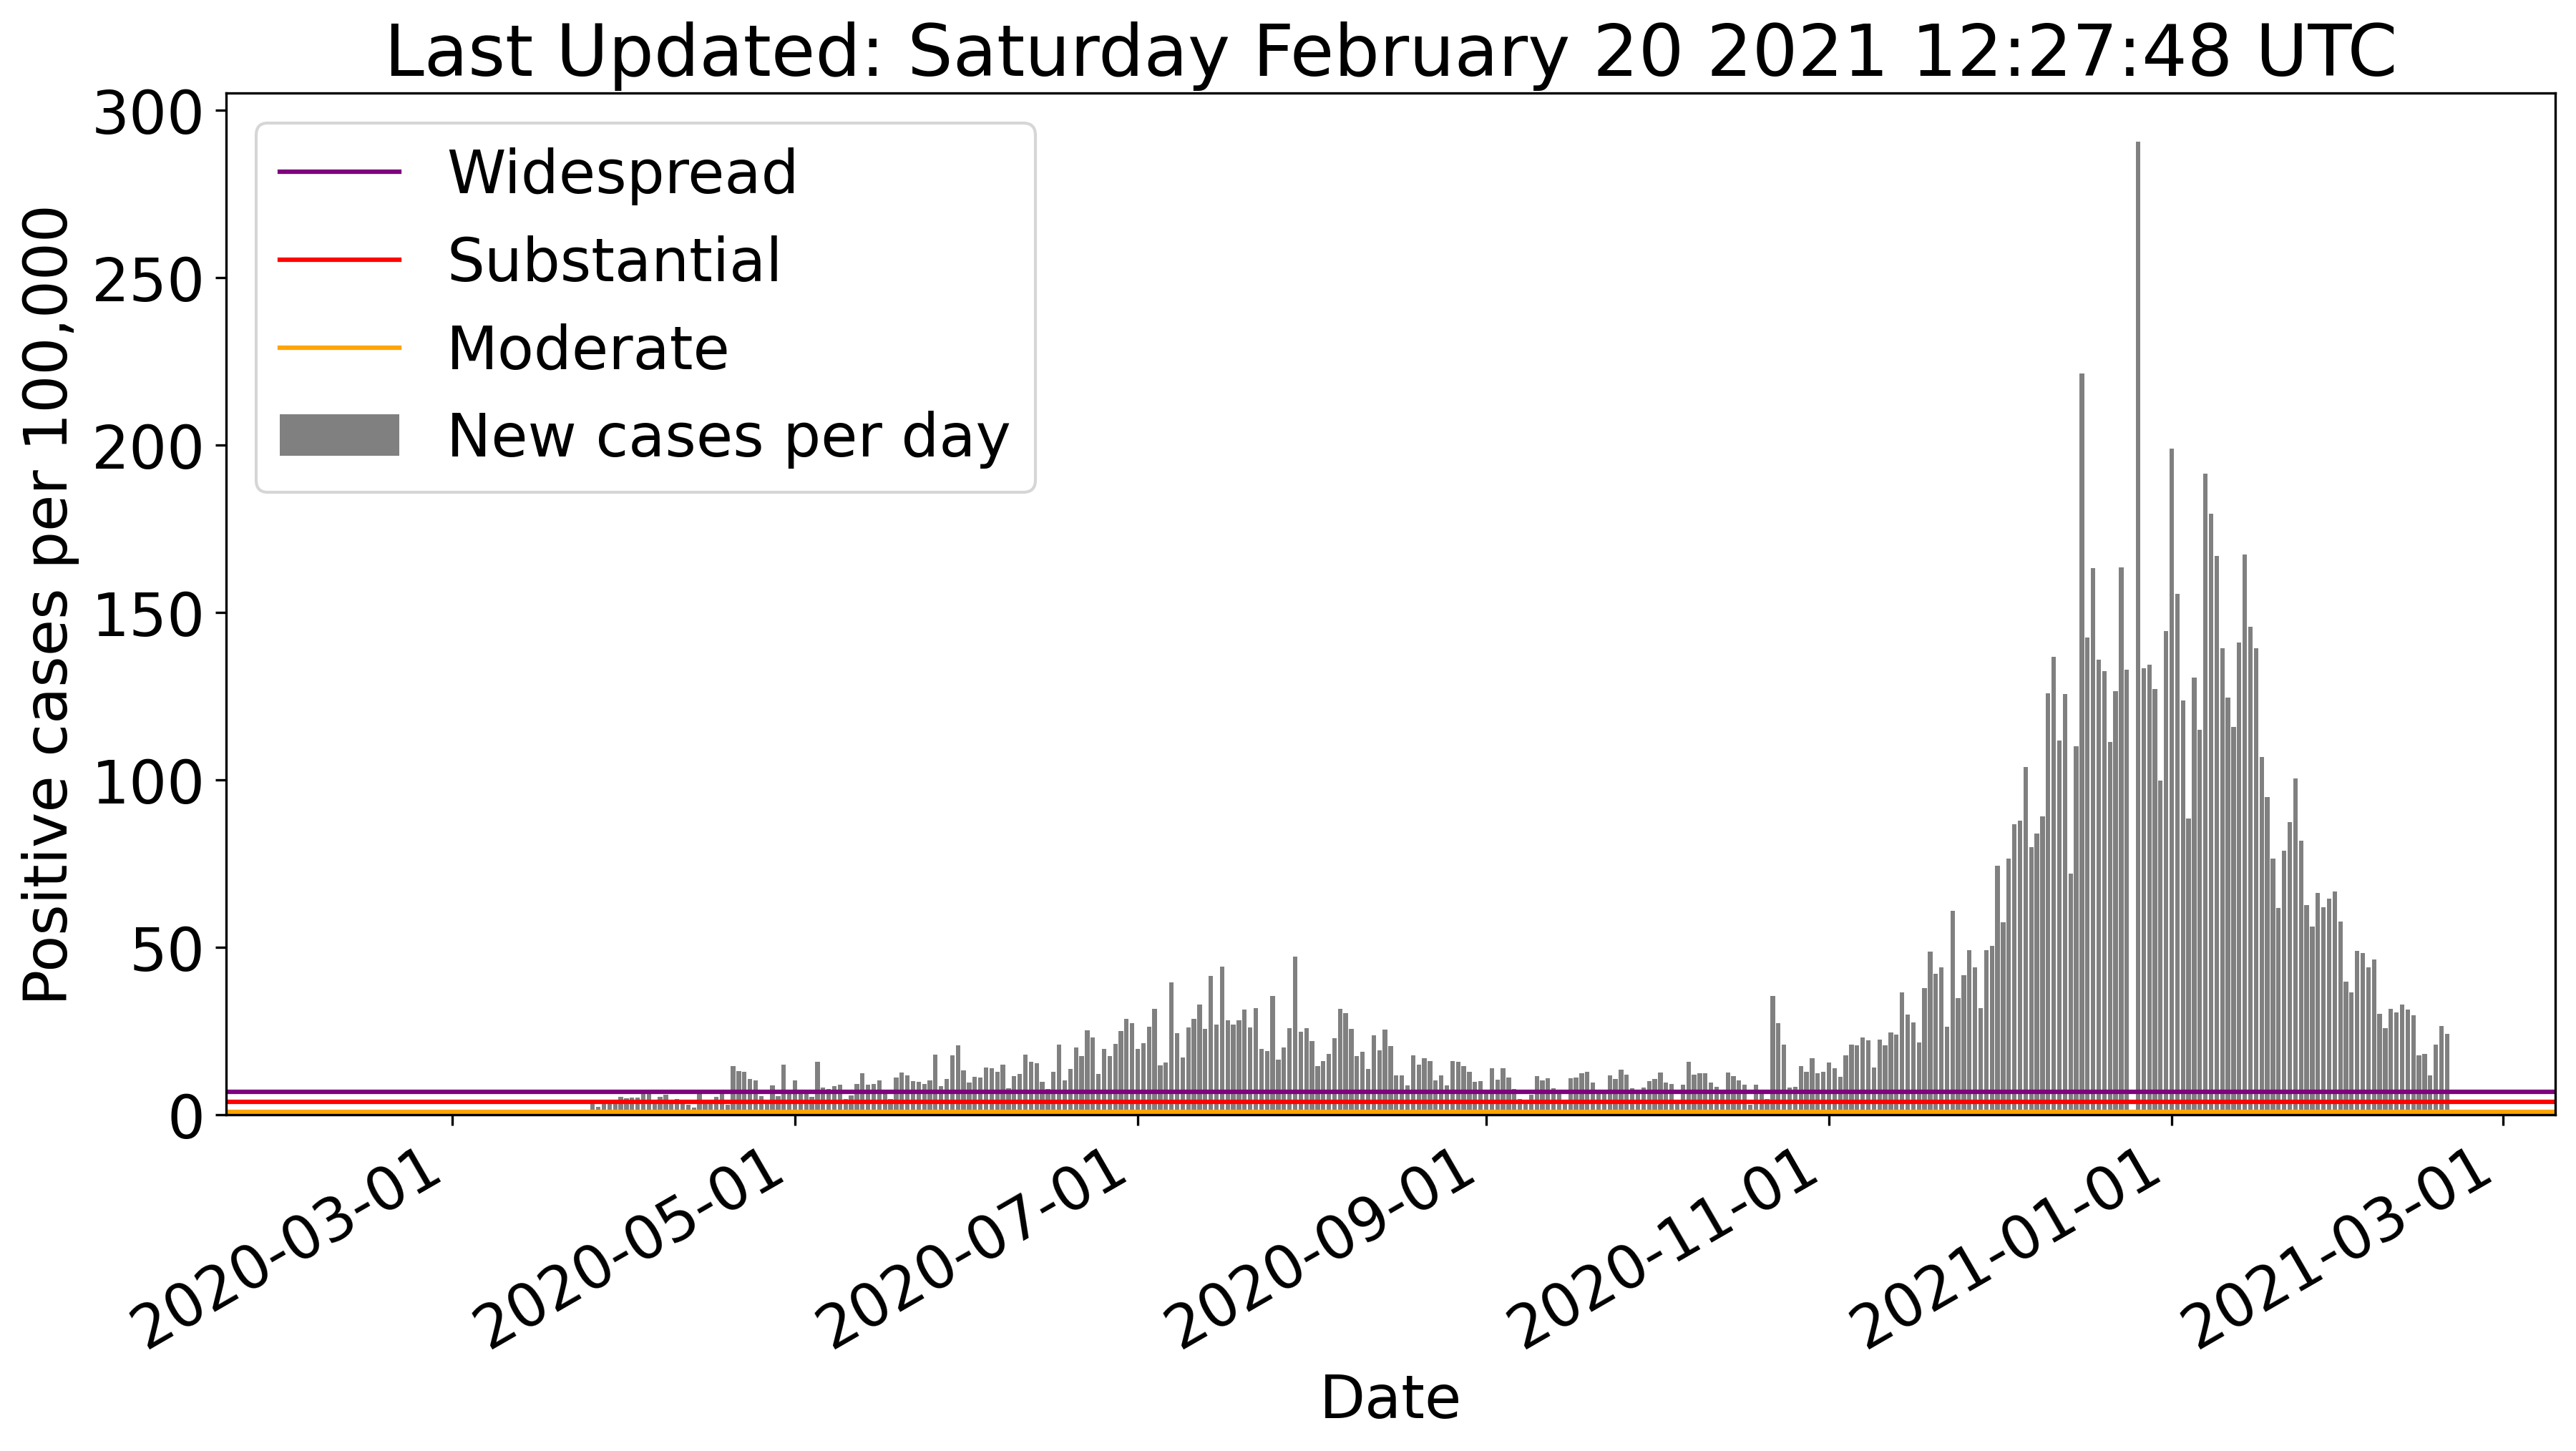 Last Updated: Saturday February 20 2021 12:27:48 UTC
Widespread
Substantial
Moderate
New cases per day
Positive cases per 100,000
300
250
200
150
100
50
0
2020-03-01
2020-05-01
2020-07-01
2020-09-01
2020-11-01
2021-01-01
2021-03-01
Date